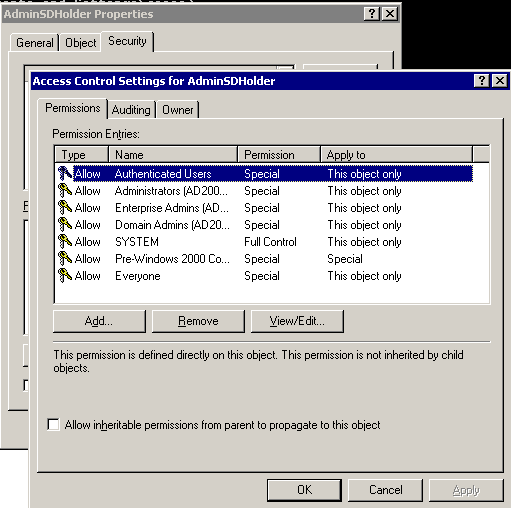 AdminSDHolder Properties
General Object Security
Access Control Settings for AdminSDHolder
Permissions Auditing Owner
Permission Entries:
Type Name Permission Apply to
Allow Authenticated Users Special This object only
Allow Administrators (AD200... Special This object only
Allow Enterprise Admins (AD... Special This object only
Allow Domain Admins (AD20... Special This object only
Allow SYSTEM Full Control This object only
Allow Pre-Windows 2000 Co... Special Special
Allow Everyone Special This object only
Add... Remove View/Edit...
This permission is defined directly on this object. This permission is not inherited by child
objects.
Allow inheritable permissions from parent to propagate to this object
OK Cancel Apply